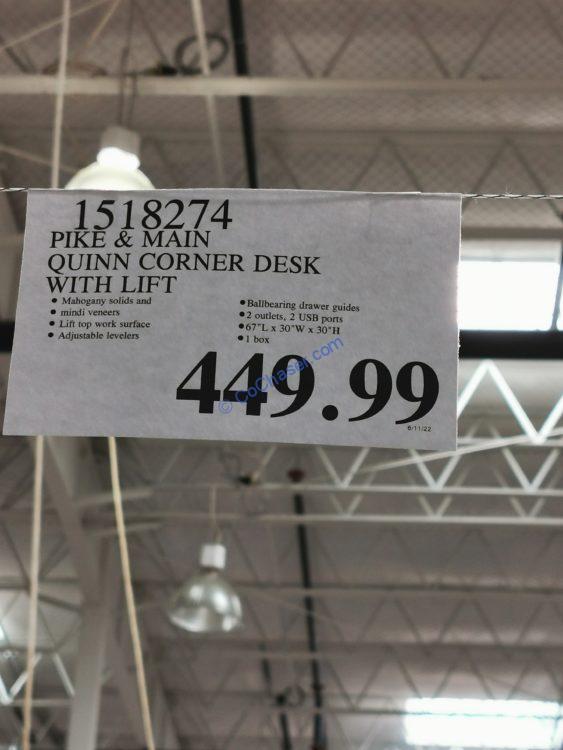 1518274
PIKE & MAIN
QUINN CORNER DESK
WITH LIFT
• Mahogany solids and
• mindi veneers
• Lift top work surface
• Adjustable levelers
• Ballbearing drawer guides
• 2 outlets, 2 USB ports
• 67"L x 30"W x 30"H
• 1 box
449.99
© CoChaser.com
6/11/22